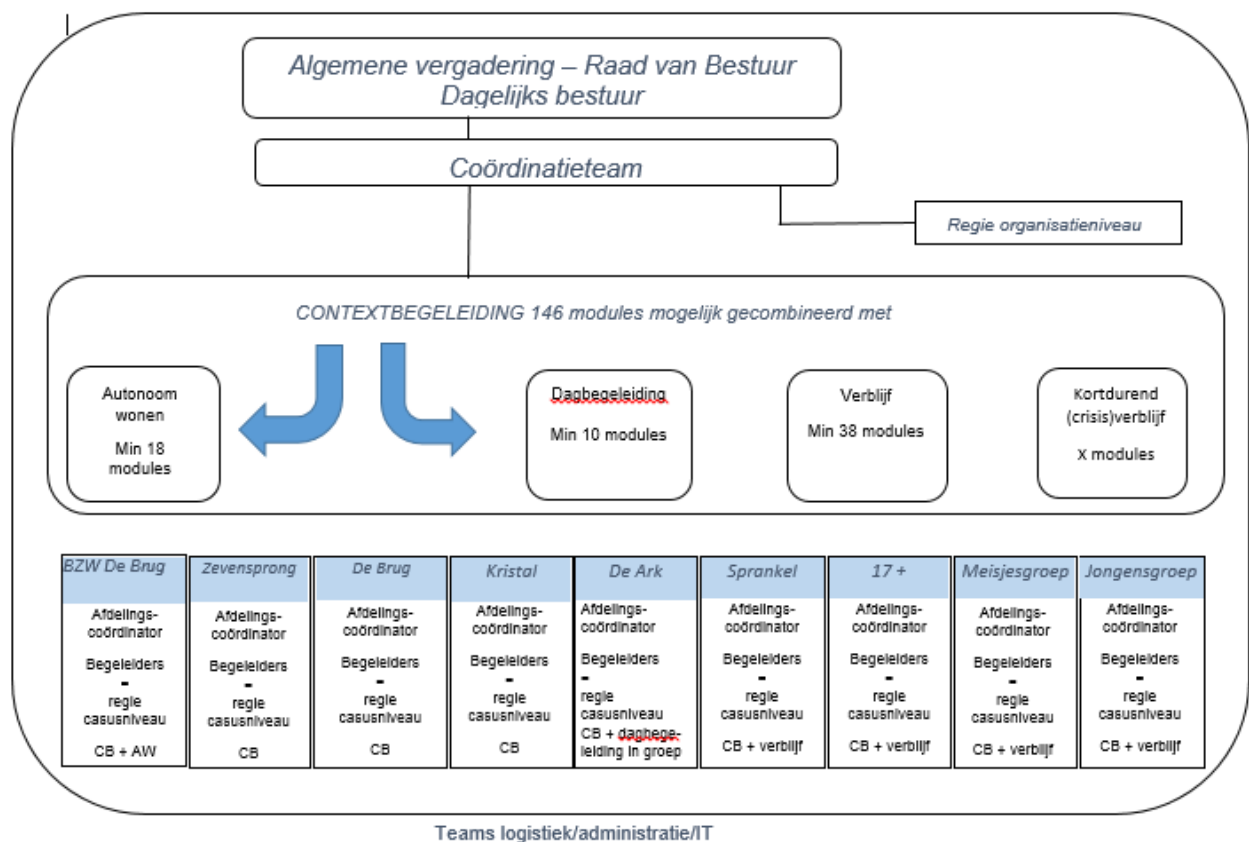 Algemene vergadering – Raad van Bestuur
Dagelijks bestuur
Coördinatieteam
Regie organisatieniveau
CONTEXTBEGELEIDING 146 modules mogelijk gecombineerd met
Autonoom
wonen
Min 18
modules
Dagbegeleiding
Min 10 modules
Verblijf
Min 38 modules
Kortdurend
(crisis)verblijf
X modules
BZW De Brug
Afdelings-
coördinator
Begeleiders
-
regie
casusniveau
CB + AW
Zevensprong
Afdelings-
coördinator
Begeleiders
-
regie
casusniveau
CB
De Brug
Afdelings-
coördinator
Begeleiders
-
regie
casusniveau
CB
Kristal
Afdelings-
coördinator
Begeleiders
-
regie
casusniveau
CB
De Ark
Afdelings-
coördinator
Begeleiders
-
regie
casusniveau
CB + dagbege-
leiding in groep
Sprankel
Afdelings-
coördinator
Begeleiders
-
regie
casusniveau
CB + verblijf
17 +
Afdelings-
coördinator
Begeleiders
-
regie
casusniveau
CB + verblijf
Meisjesgroep
Afdelings-
coördinator
Begeleiders
-
regie
casusniveau
CB + verblijf
Jongensgroep
Afdelings-
coördinator
Begeleiders
-
regie
casusniveau
CB + verblijf
Teams logistiek/administratie/IT